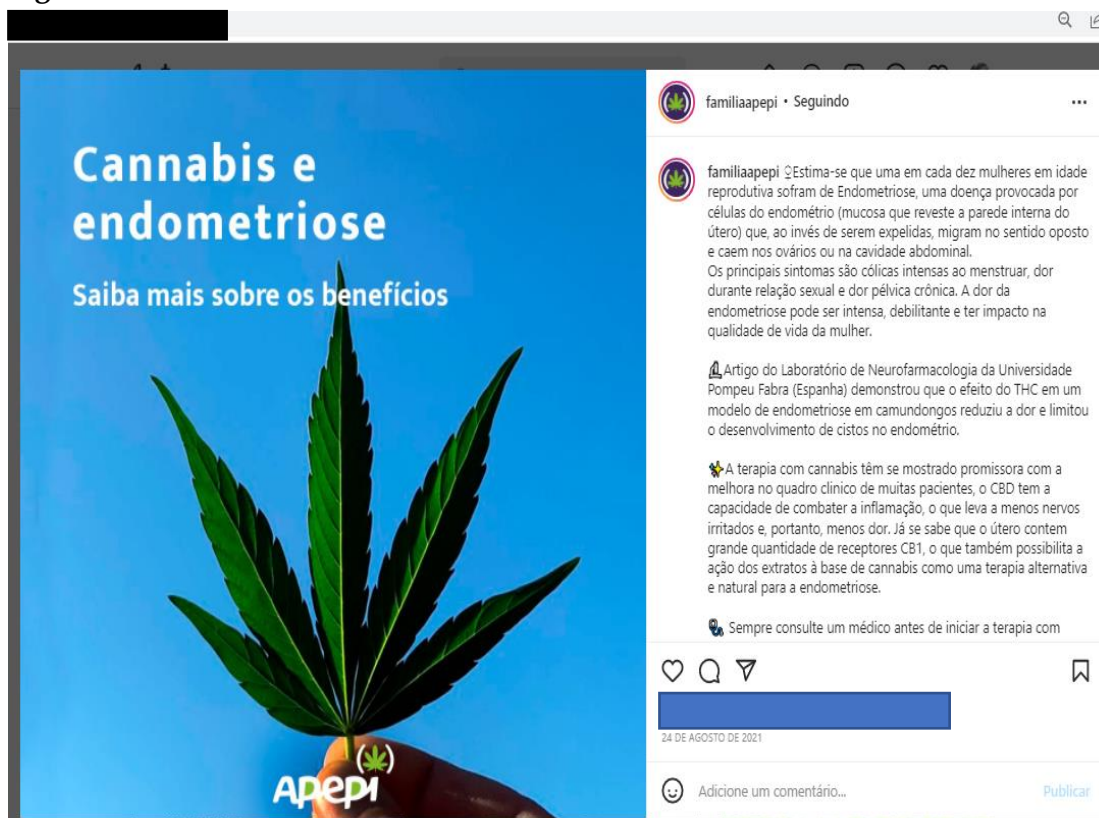 Cannabis e
endometriose
Saiba mais sobre os benefícios
Apepi
familiaapepi • Seguindo
familiaapepi ♀Estima-se que uma em cada dez mulheres em idade
reprodutiva sofram de Endometriose, uma doença provocada por
células do endométrio (mucosa que reveste a parede interna do
útero) que, ao invés de serem expelidas, migram no sentido oposto
e caem nos ovários ou na cavidade abdominal.
Os principais sintomas são cólicas intensas ao menstruar, dor
durante relação sexual e dor pélvica crônica. A dor da
endometriose pode ser intensa, debilitante e ter impacto na
qualidade de vida da mulher.
Artigo do Laboratório de Neurofarmacologia da Universidade
Pompeu Fabra (Espanha) demonstrou que o efeito do THC em um
modelo de endometriose em camundongos reduziu a dor e limitou
o desenvolvimento de cistos no endométrio.
A terapia com cannabis têm se mostrado promissora com a
melhora no quadro clinico de muitas pacientes, o CBD tem a
capacidade de combater a inflamação, o que leva a menos nervos
irritados e, portanto, menos dor. Já se sabe que o útero contem
grande quantidade de receptores CB1, o que também possibilita a
ação dos extratos à base de cannabis como uma terapia alternativa
e natural para a endometriose.
Sempre consulte um médico antes de iniciar a terapia com
24 DE AGOSTO DE 2021
Adicione um comentário...
Publicar